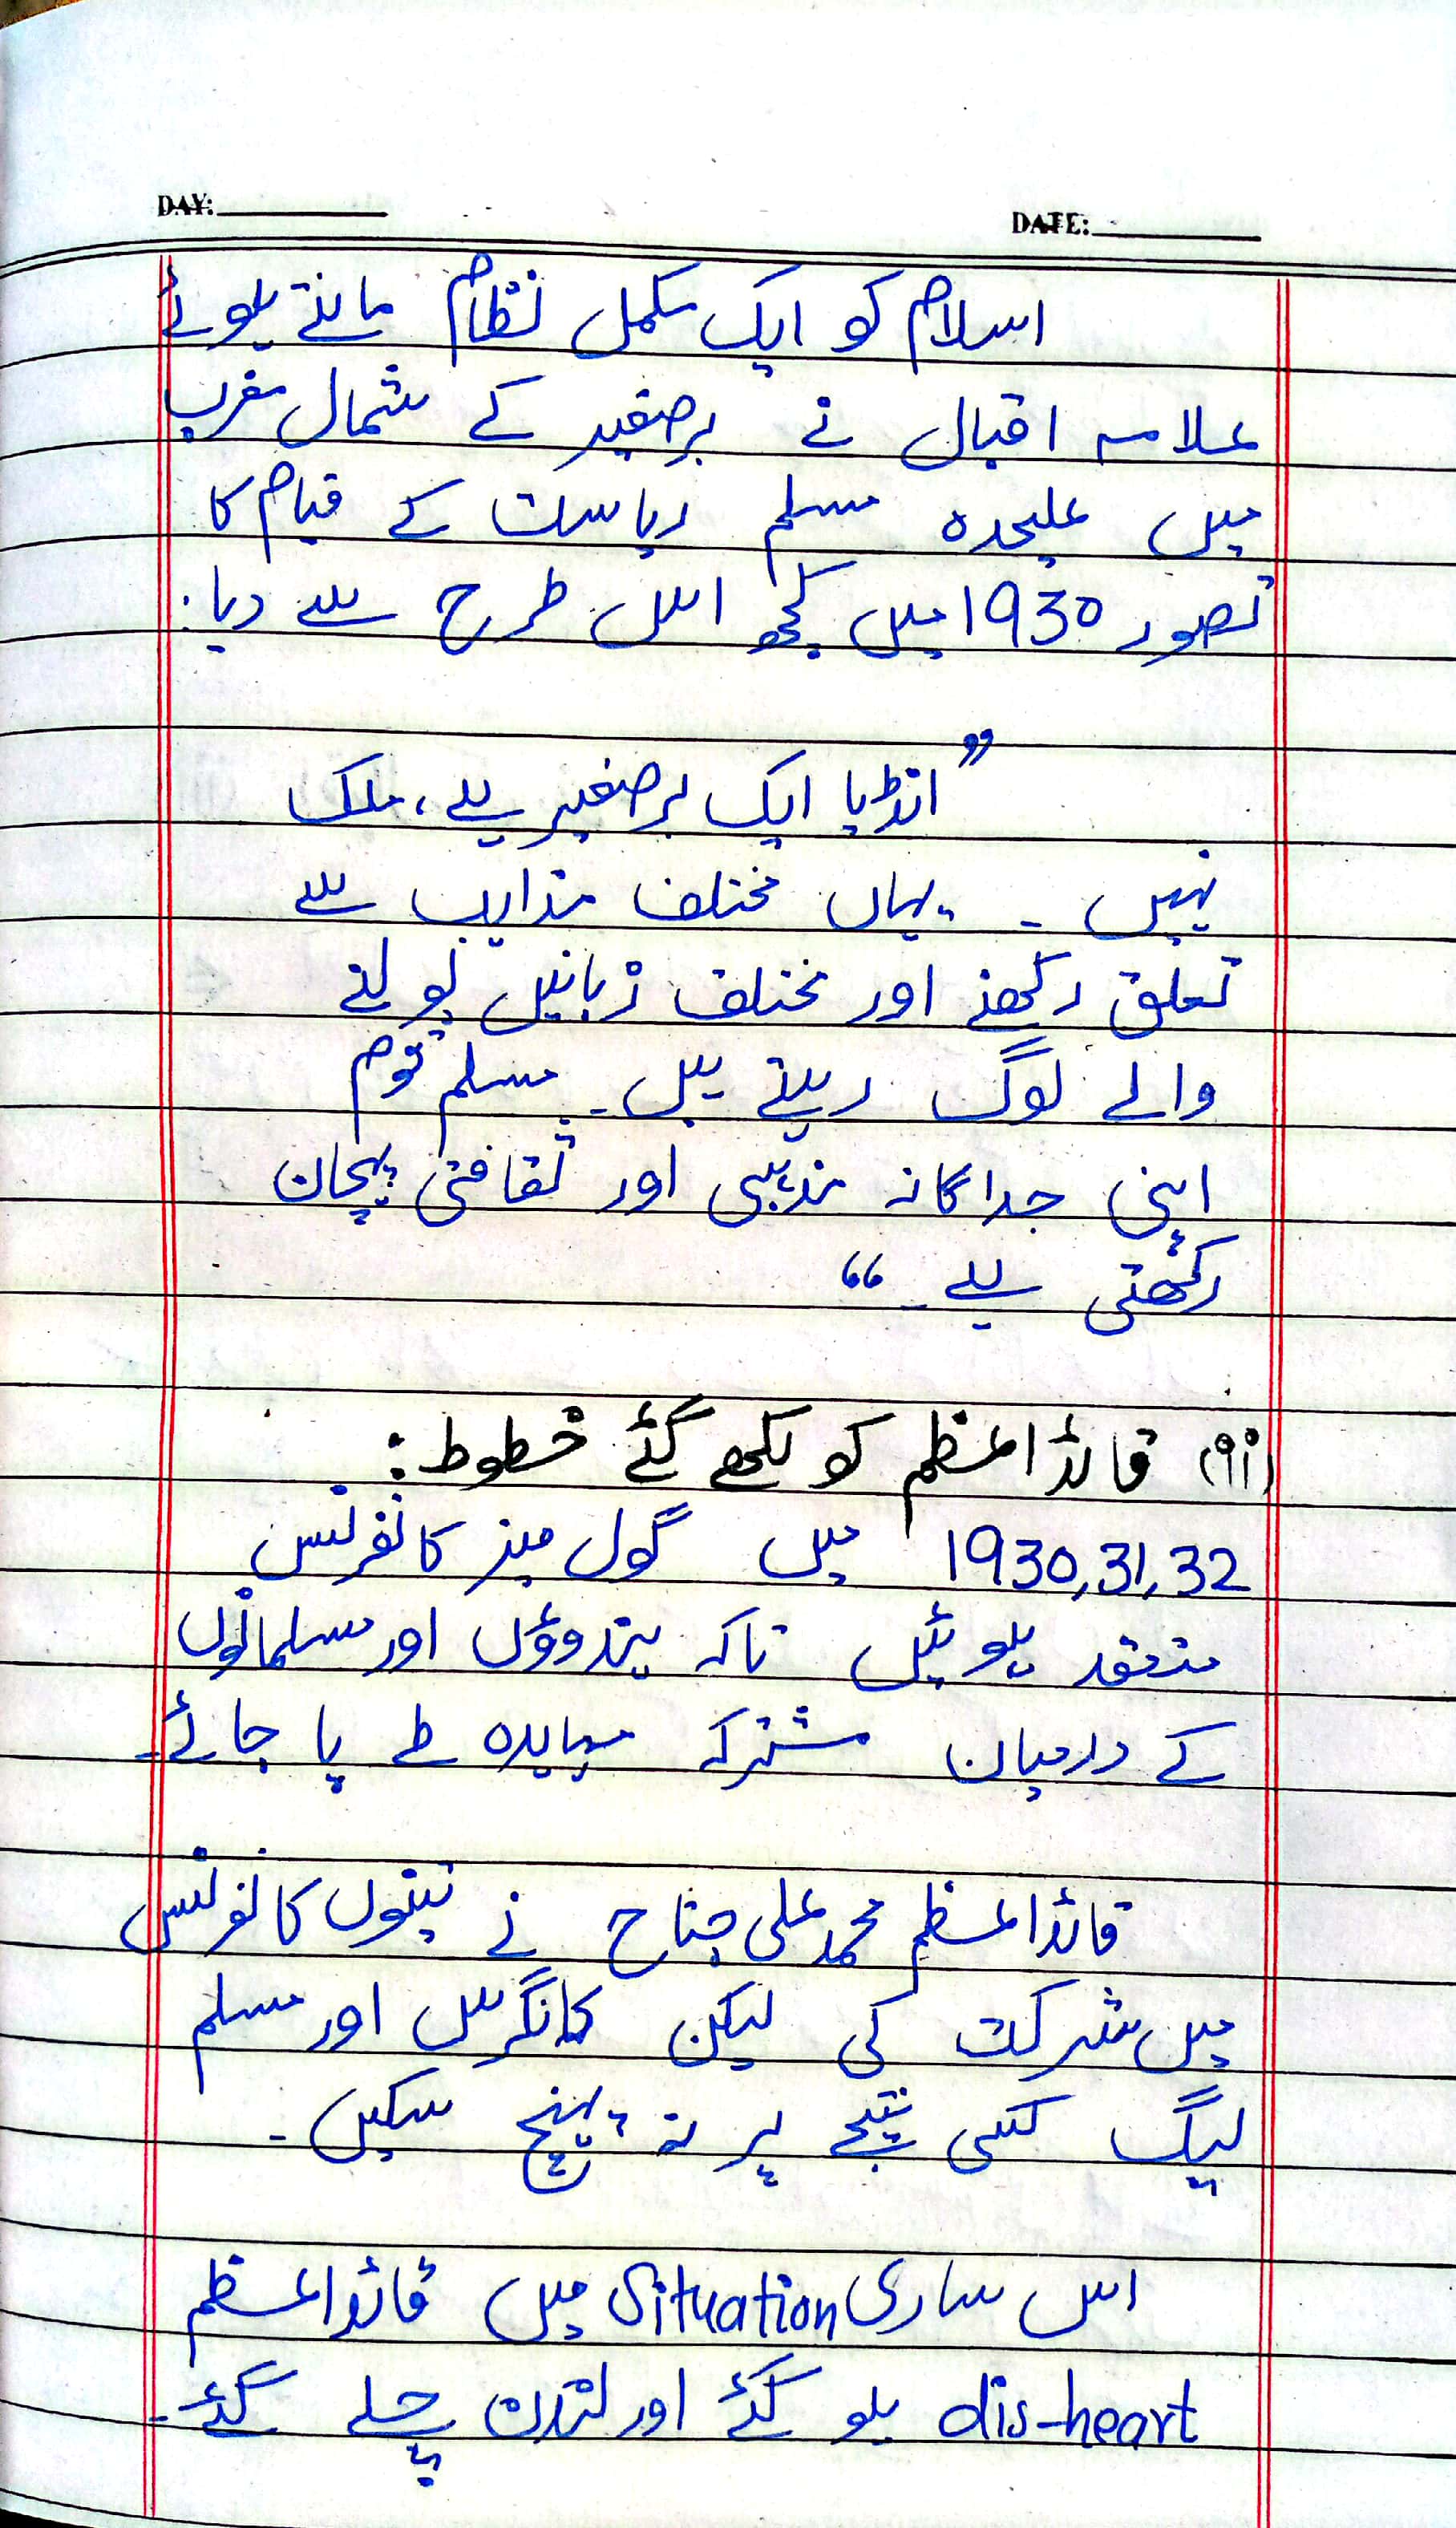 DAY: DATE:
اسلام کو ایک مکمل نظام مانتے ہوئے
علامہ اقبال نے برصغیر کے شمال مغرب
میں علیحدہ مسلم ریاست کے قیام کا
تصور 1930 میں کچھ اس طرح سے دیا:
”انڈیا ایک برصغیر ہے، ملک
نہیں ۔ یہاں مختلف مذاہب سے
تعلق رکھنے اور مختلف زبانیں بولنے
والے لوگ رہتے ہیں ۔ مسلم قوم
اپنی جداگانہ مذہبی اور ثقافتی پہچان
رکھتی ہے ۔“
(ii) قائداعظم کو لکھے گئے خطوط:
1930,31,32 میں گول میز کانفرنس
منعقد ہوئیں تاکہ ہندوؤں اور مسلمانوں
کے درمیان مشترکہ معاہدہ طے پا جائے۔
قائداعظم محمد علی جناح نے تینوں کانفرنس
میں شرکت کی لیکن کانگرس اور مسلم
لیگ کسی نتیجے پر نہ پہنچ سکیں ۔
اس ساری Situation میں قائداعظم
dis-heart ہو گئے اور لندن چلے گئے۔